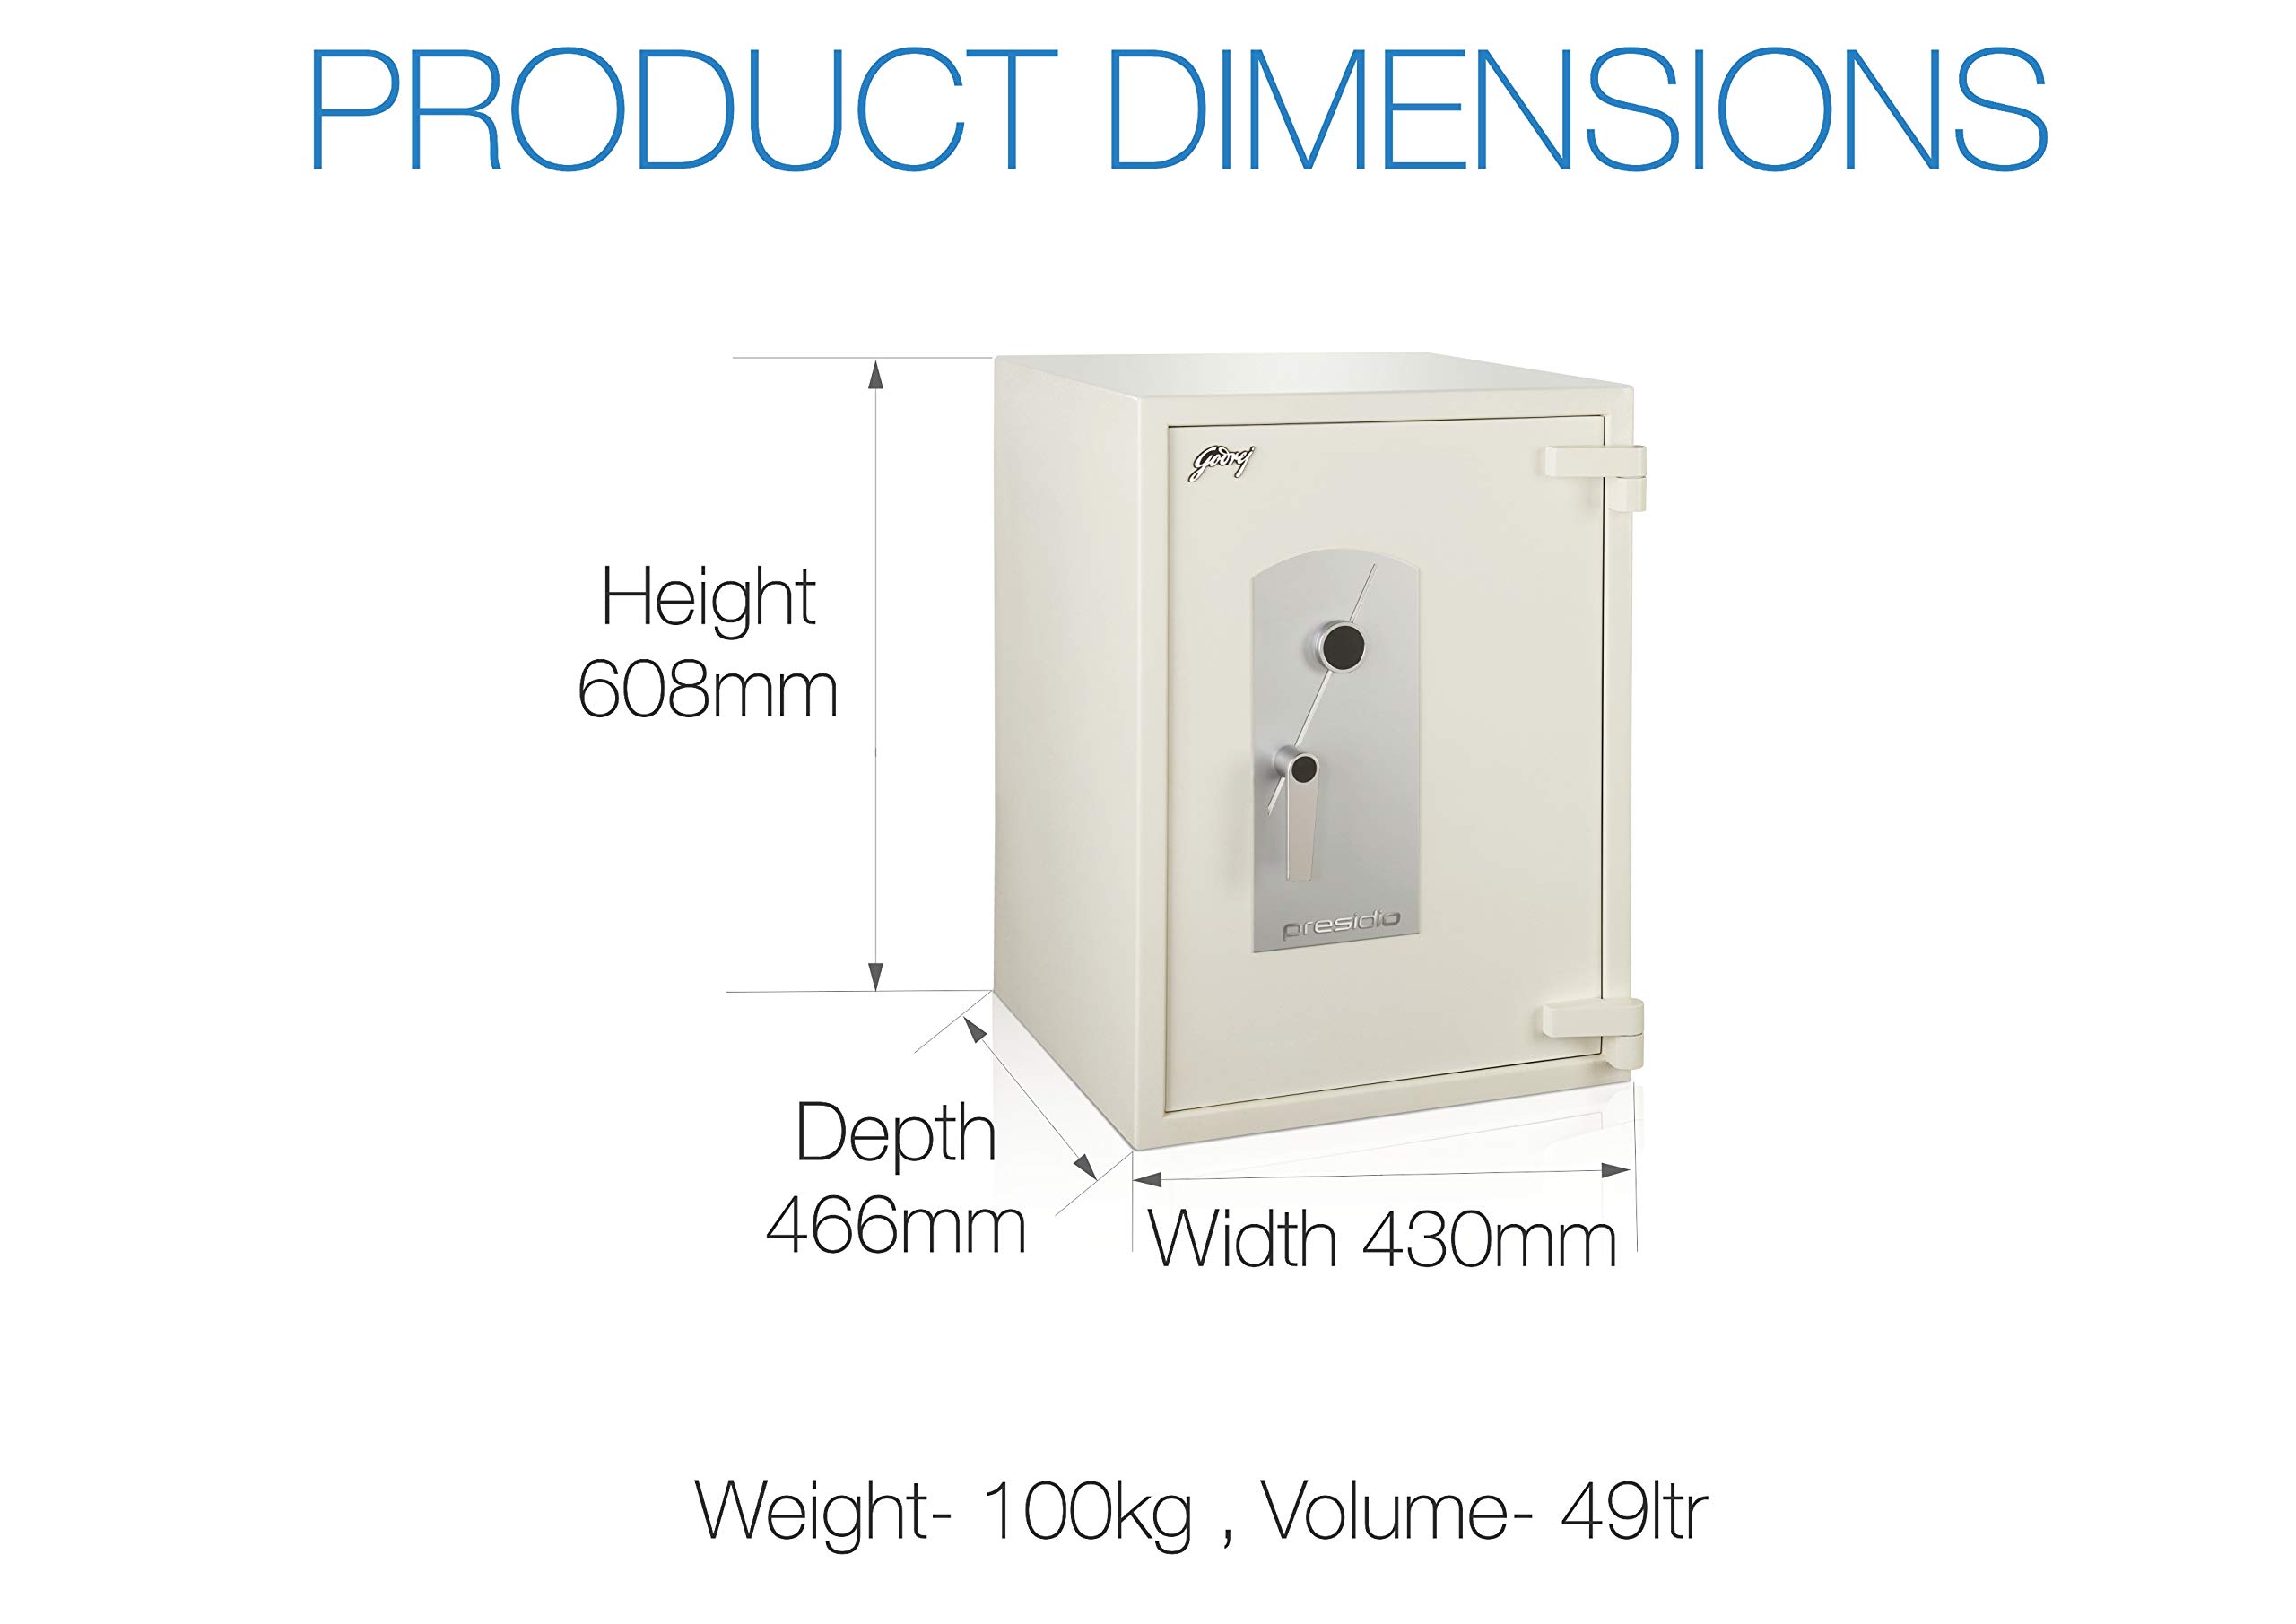 PRODUCT DIMENSIONS
Godrej
Height
608mm
presidio
Depth
466mm
Width 430mm
Weight- 100kg , Volume- 49ltr